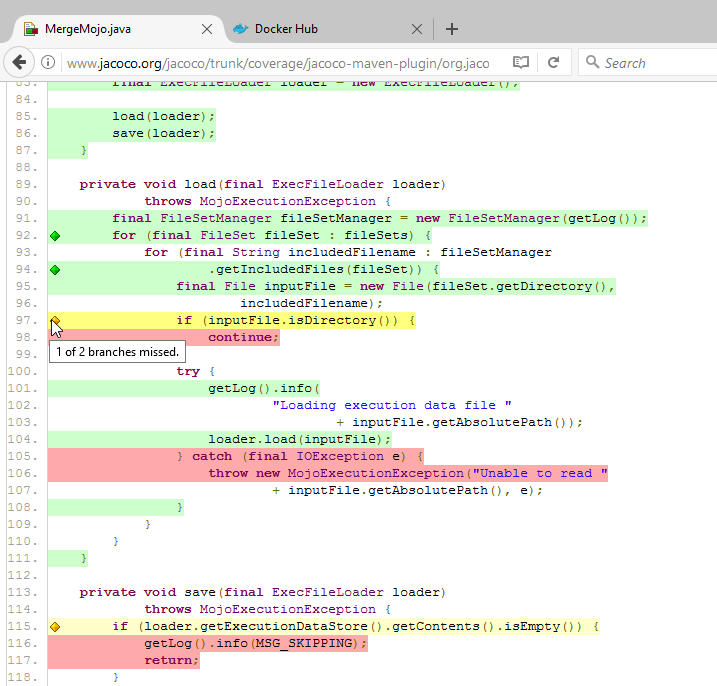 MergeMojo.java
Docker Hub
www.jacoco.org/jacoco/trunk/coverage/jacoco-maven-plugin/org.jaco
Search
83. final ExecFileLoader loader = new ExecFileLoader();
84.
85. load(loader);
86. save(loader);
87. }
88.
89. private void load(final ExecFileLoader loader)
90. throws MojoExecutionException {
91. final FileSetManager fileSetManager = new FileSetManager(getLog());
92. for (final FileSet fileSet : fileSets) {
93. for (final String includedFilename : fileSetManager
94. .getIncludedFiles(fileSet)) {
95. final File inputFile = new File(fileSet.getDirectory(),
96. includedFilename);
97. if (inputFile.isDirectory()) {
98. continue;
99.
1 of 2 branches missed.
100. try {
101. getLog().info(
102. "Loading execution data file "
103. + inputFile.getAbsolutePath());
104. loader.load(inputFile);
105. } catch (final IOException e) {
106. throw new MojoExecutionException("Unable to read "
107. + inputFile.getAbsolutePath(), e);
108. }
109. }
110. }
111. }
112.
113. private void save(final ExecFileLoader loader)
114. throws MojoExecutionException {
115. if (loader.getExecutionDataStore().getContents().isEmpty()) {
116. getLog().info(MSG_SKIPPING);
117. return;
118. }